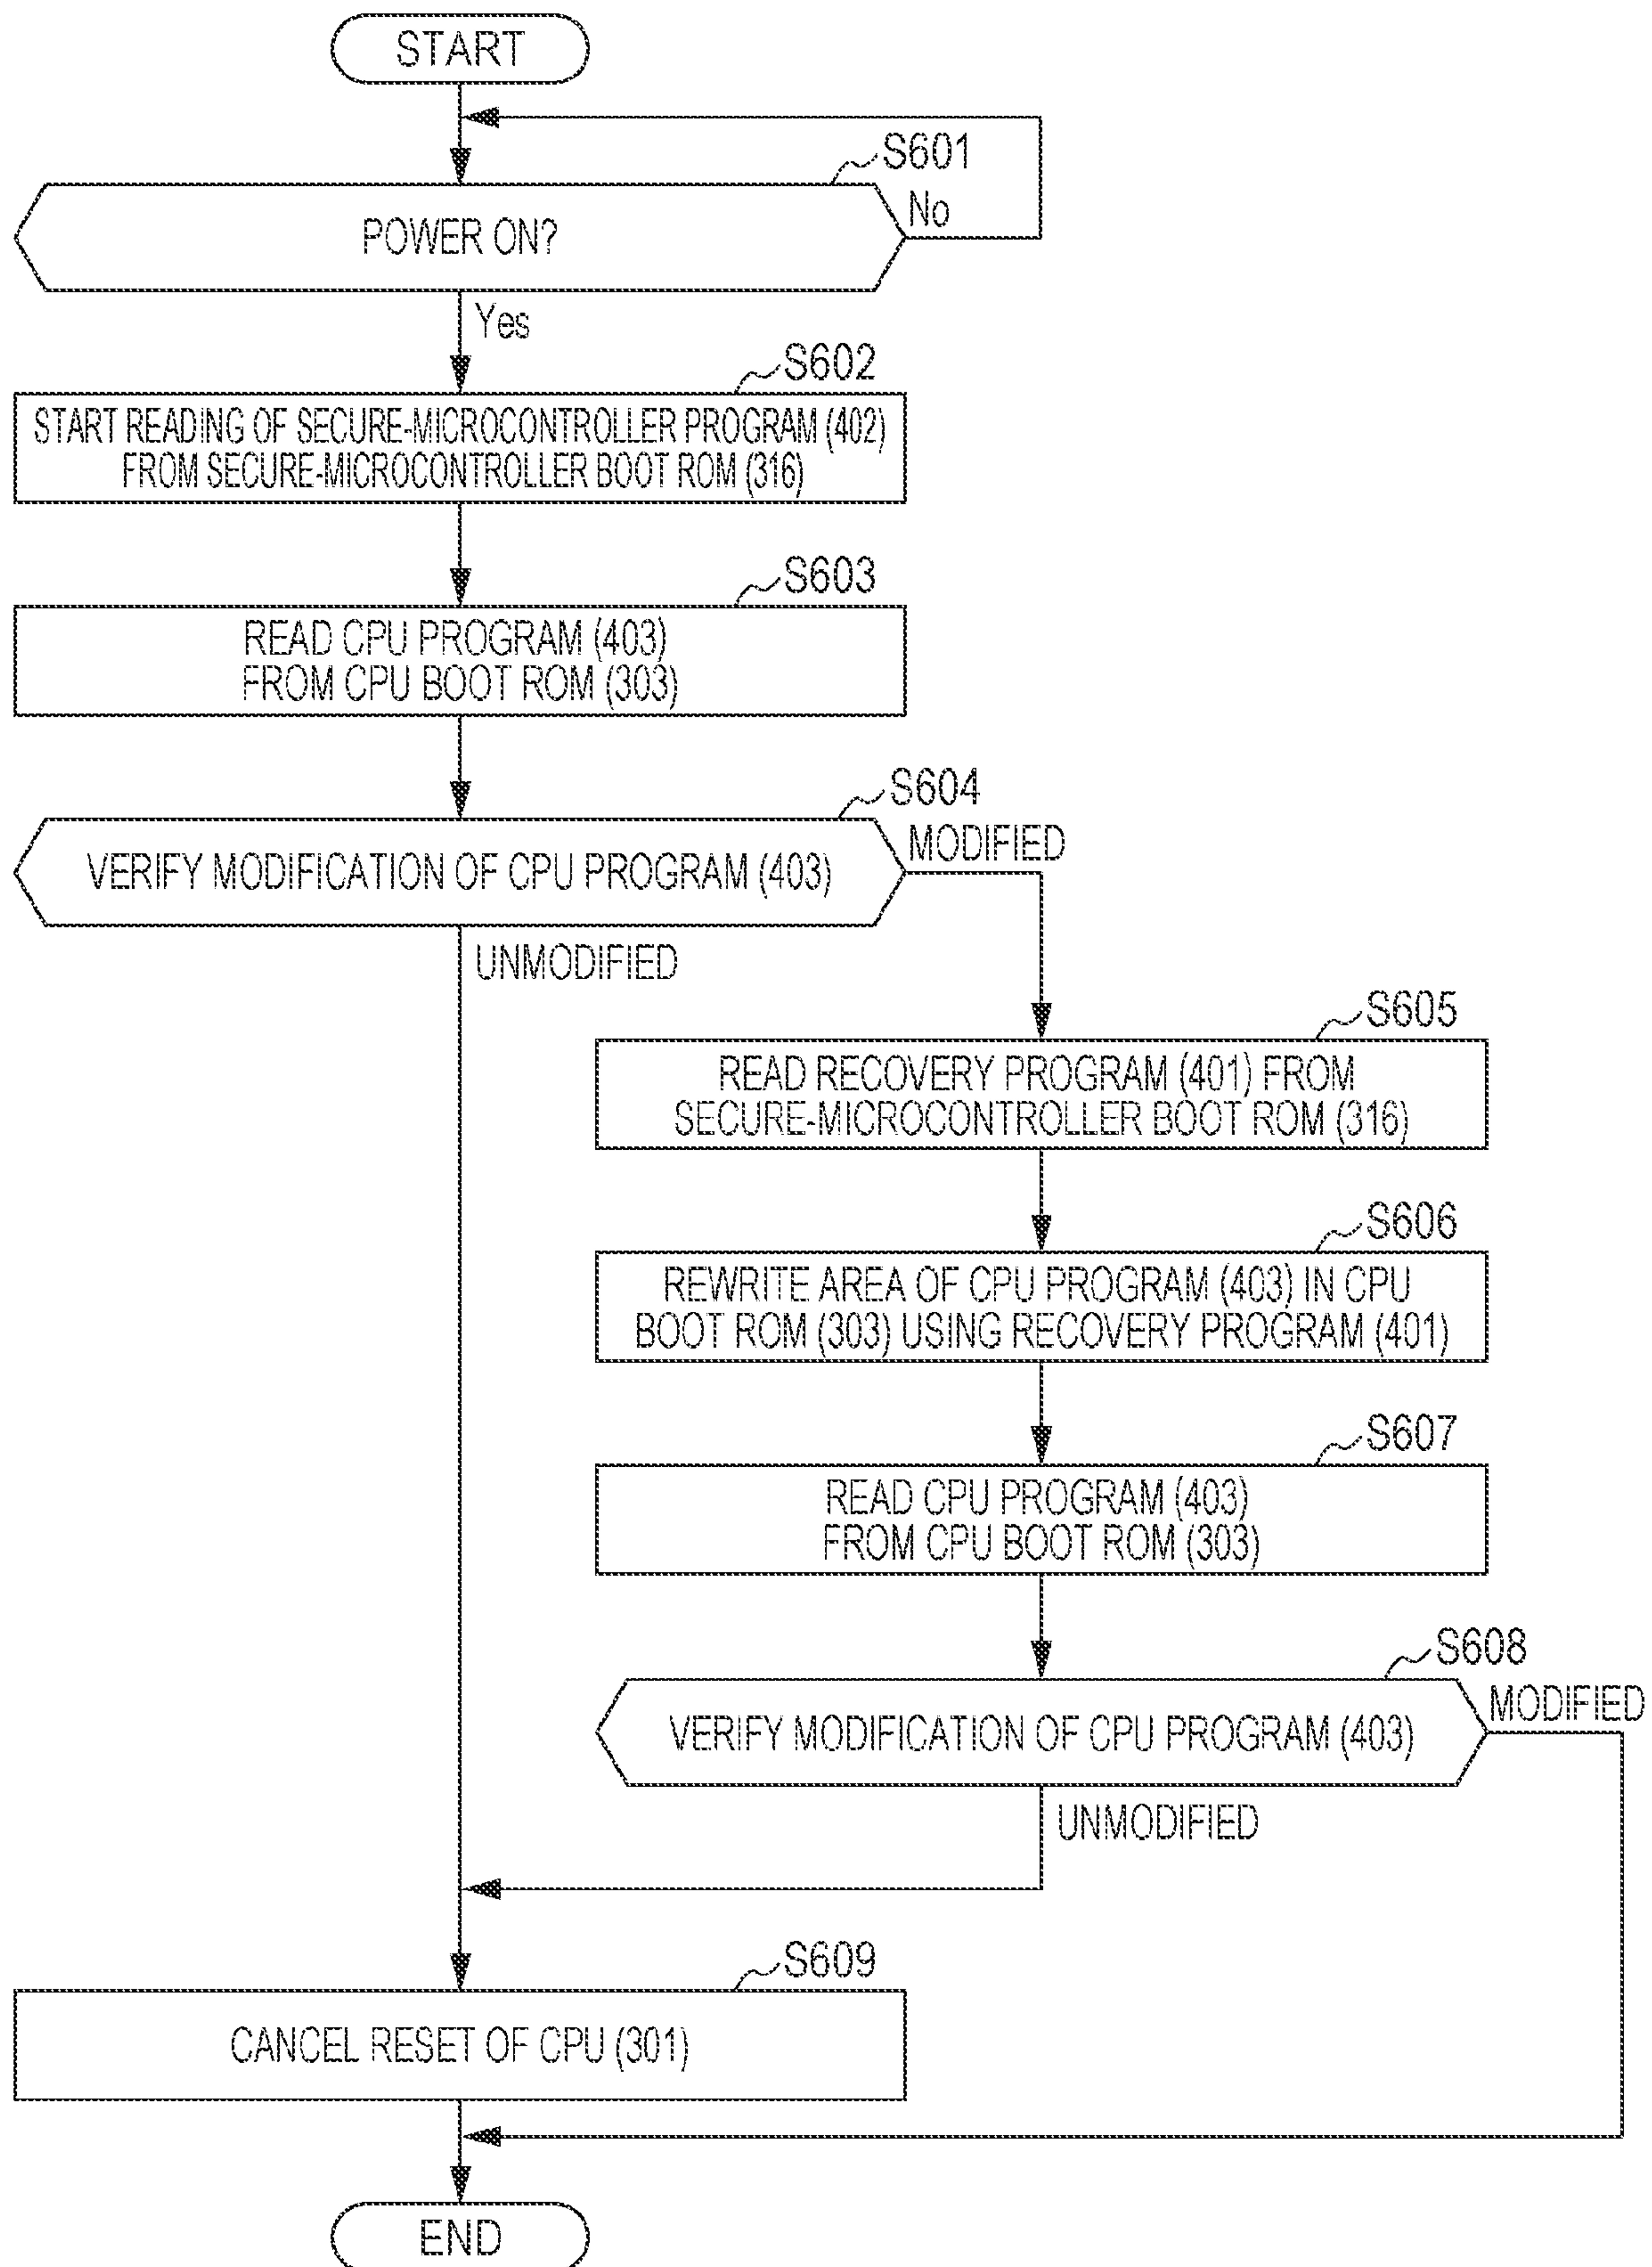 START
S601
No
POWER ON?
Yes
S602
START READING OF SECURE-MICROCONTROLLER PROGRAM (402)
FROM SECURE-MICROCONTROLLER BOOT ROM (316)
S603
READ CPU PROGRAM (403)
FROM CPU BOOT ROM (303)
S604
MODIFIED
VERIFY MODIFICATION OF CPU PROGRAM (403)
UNMODIFIED
S605
READ RECOVERY PROGRAM (401) FROM
SECURE-MICROCONTROLLER BOOT ROM (316)
S606
REWRITE AREA OF CPU PROGRAM (403) IN CPU
BOOT ROM (303) USING RECOVERY PROGRAM (401)
S607
READ CPU PROGRAM (403)
FROM CPU BOOT ROM (303)
S608
MODIFIED
VERIFY MODIFICATION OF CPU PROGRAM (403)
UNMODIFIED
S609
CANCEL RESET OF CPU (301)
END